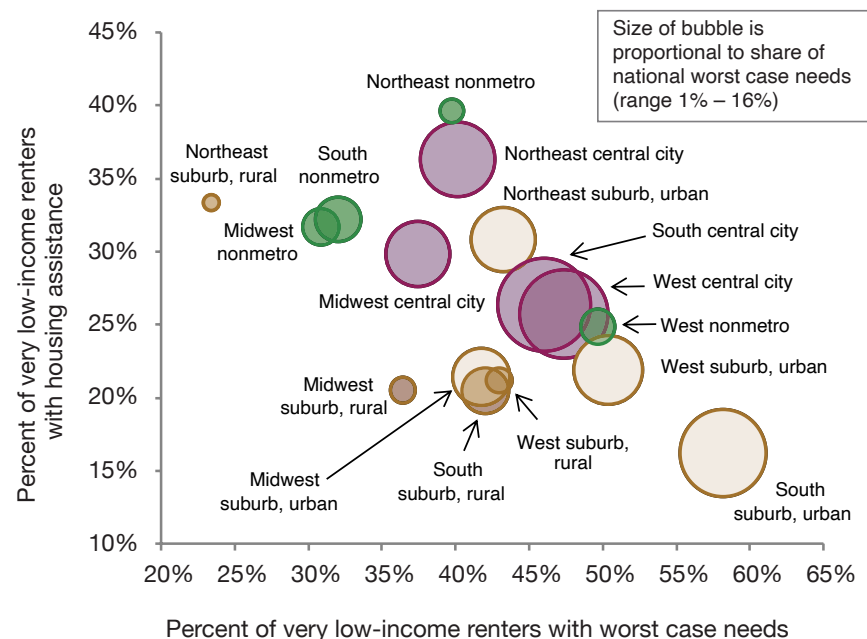 Size of bubble is
proportional to share of
national worst case needs
(range 1% – 16%)
45%
40%
35%
30%
25%
20%
15%
10%
Percent of very low-income renters
with housing assistance
Northeast nonmetro
Northeast
suburb, rural
South
nonmetro
Northeast central city
Northeast suburb, urban
Midwest
nonmetro
South central city
Midwest central city
West central city
West nonmetro
West suburb, urban
Midwest
suburb, rural
West suburb,
rural
Midwest
suburb, urban
South
suburb, rural
South
suburb, urban
20%
25%
30%
35%
40%
45%
50%
55%
60%
65%
Percent of very low-income renters with worst case needs